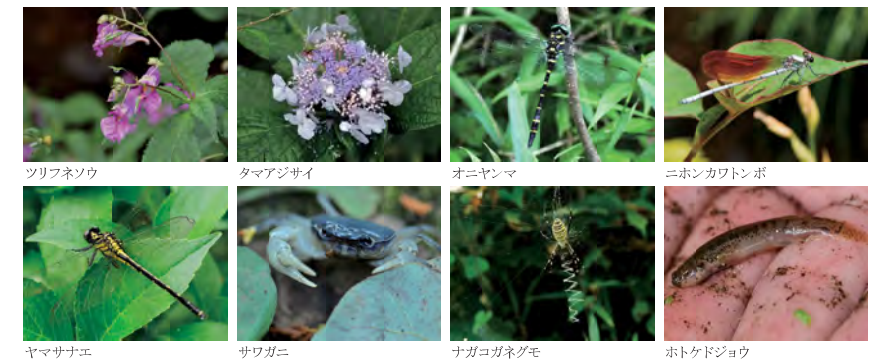 ツリフネソウ
タマアジサイ
オニヤンマ
ニホンカワトンボ
ヤマサナエ
サワガニ
ナガコガネグモ
ホトケドジョウ